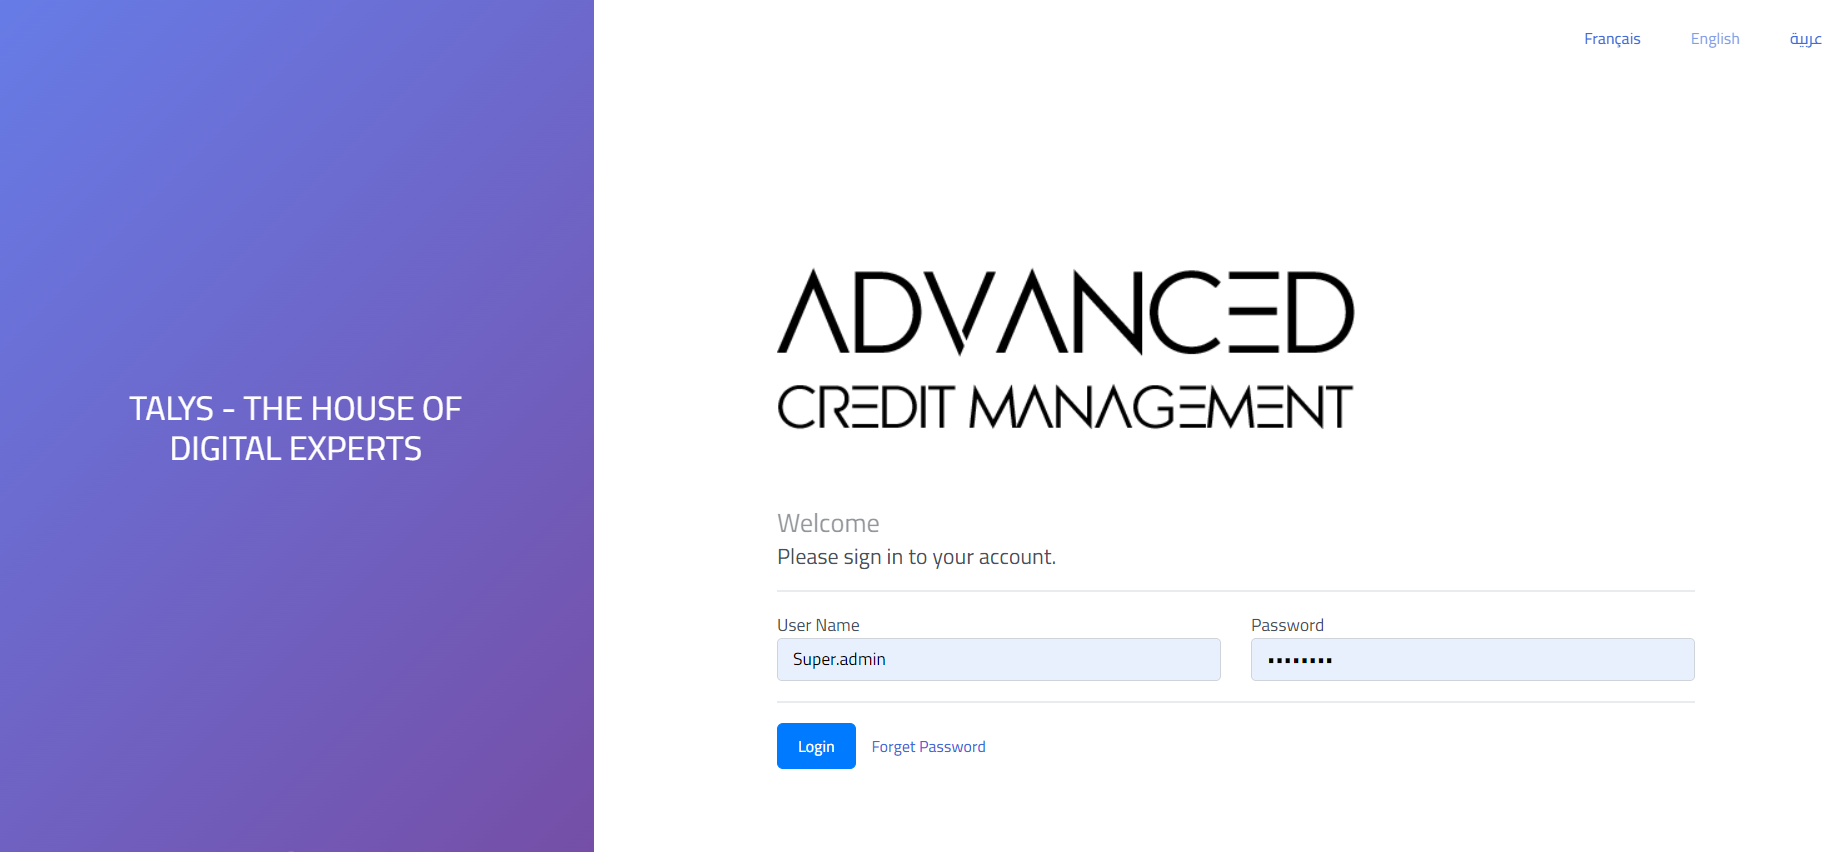 Français English عربية
TALYS - THE HOUSE OF
DIGITAL EXPERTS
ADVANCED
CREDIT MANAGEMENT
Welcome
Please sign in to your account.
User Name Password
Super.admin ••••••••
Login Forget Password